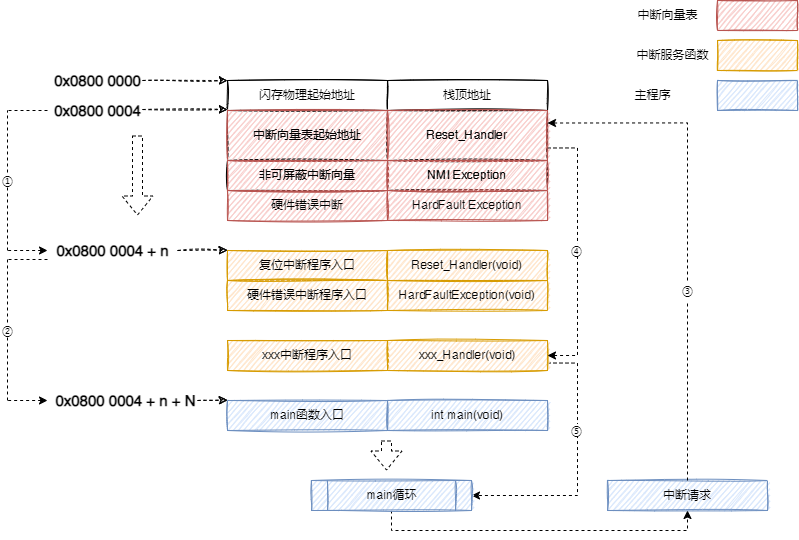 中断向量表
中断服务函数
主程序
0x0800 0000
闪存物理起始地址
栈顶地址
0x0800 0004
中断向量表起始地址
Reset_Handler
非可屏蔽中断向量
NMI Exception
①
硬件错误中断
HardFault Exception
0x0800 0004 + n
④
复位中断程序入口
Reset_Handler(void)
③
硬件错误中断程序入口
HardFaultException(void)
②
xxx中断程序入口
xxx_Handler(void)
0x0800 0004 + n + N
main函数入口
int main(void)
⑤
main循环
中断请求